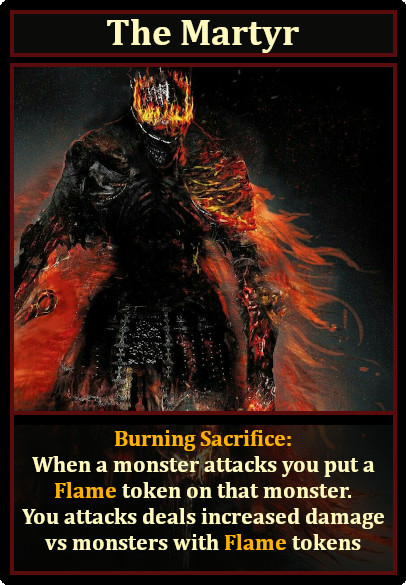 The Martyr
Burning Sacrifice:
When a monster attacks you put a
Flame token on that monster.
You attacks deals increased damage
vs monsters with Flame tokens